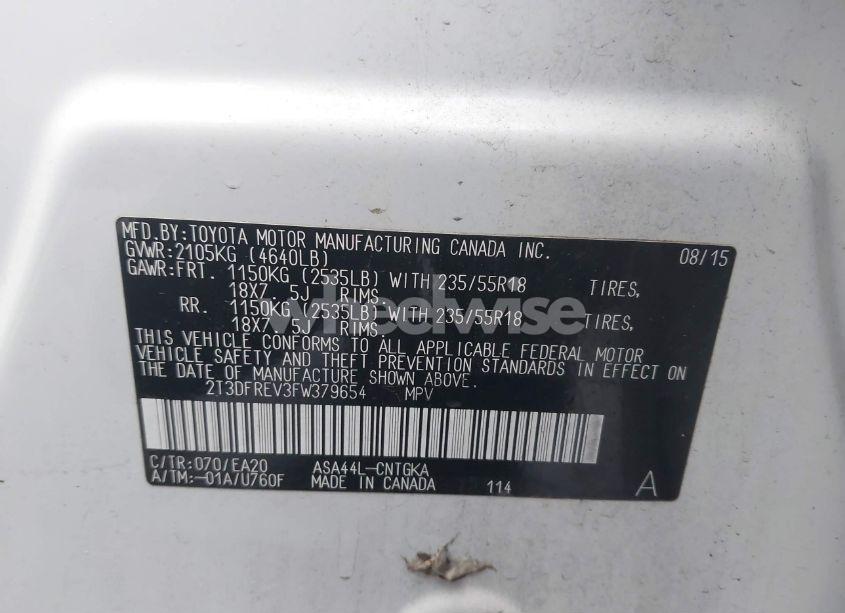 MFD.BY:TOYOTA MOTOR MANUFACTURING CANADA INC. 08/15
GVWR:2105KG (4640LB)
GAWR:FRT. 1150KG (2535LB) WITH 235/55R18 TIRES,
18X7. 5J RIMS
RR. 1150KG (2535LB) WITH 235/55R18 TIRES,
18X7. 5J RIMS
wheelwise
THIS VEHICLE CONFORMS TO ALL APPLICABLE FEDERAL MOTOR
VEHICLE SAFETY AND THEFT PREVENTION STANDARDS IN EFFECT ON
THE DATE OF MANUFACTURE SHOWN ABOVE.
2T3DFREV3FW379654 MPV
C/TR:070/EA20 ASA44L-CNTGKA
A/TM:-01A/U760F MADE IN CANADA 114 A